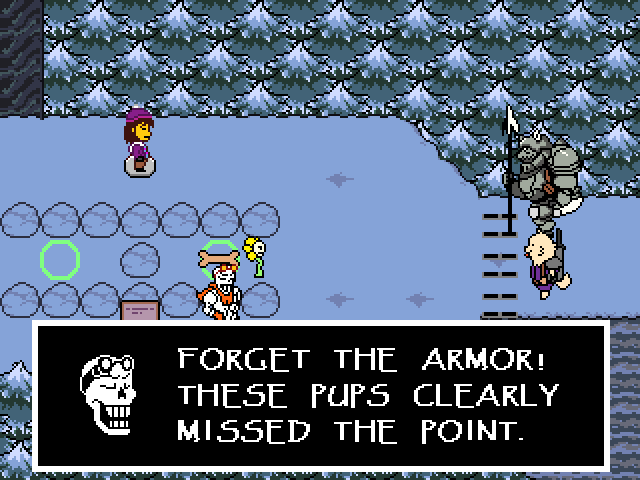 FORGET THE ARMOR!
THESE PUPS CLEARLY
MISSED THE POINT.